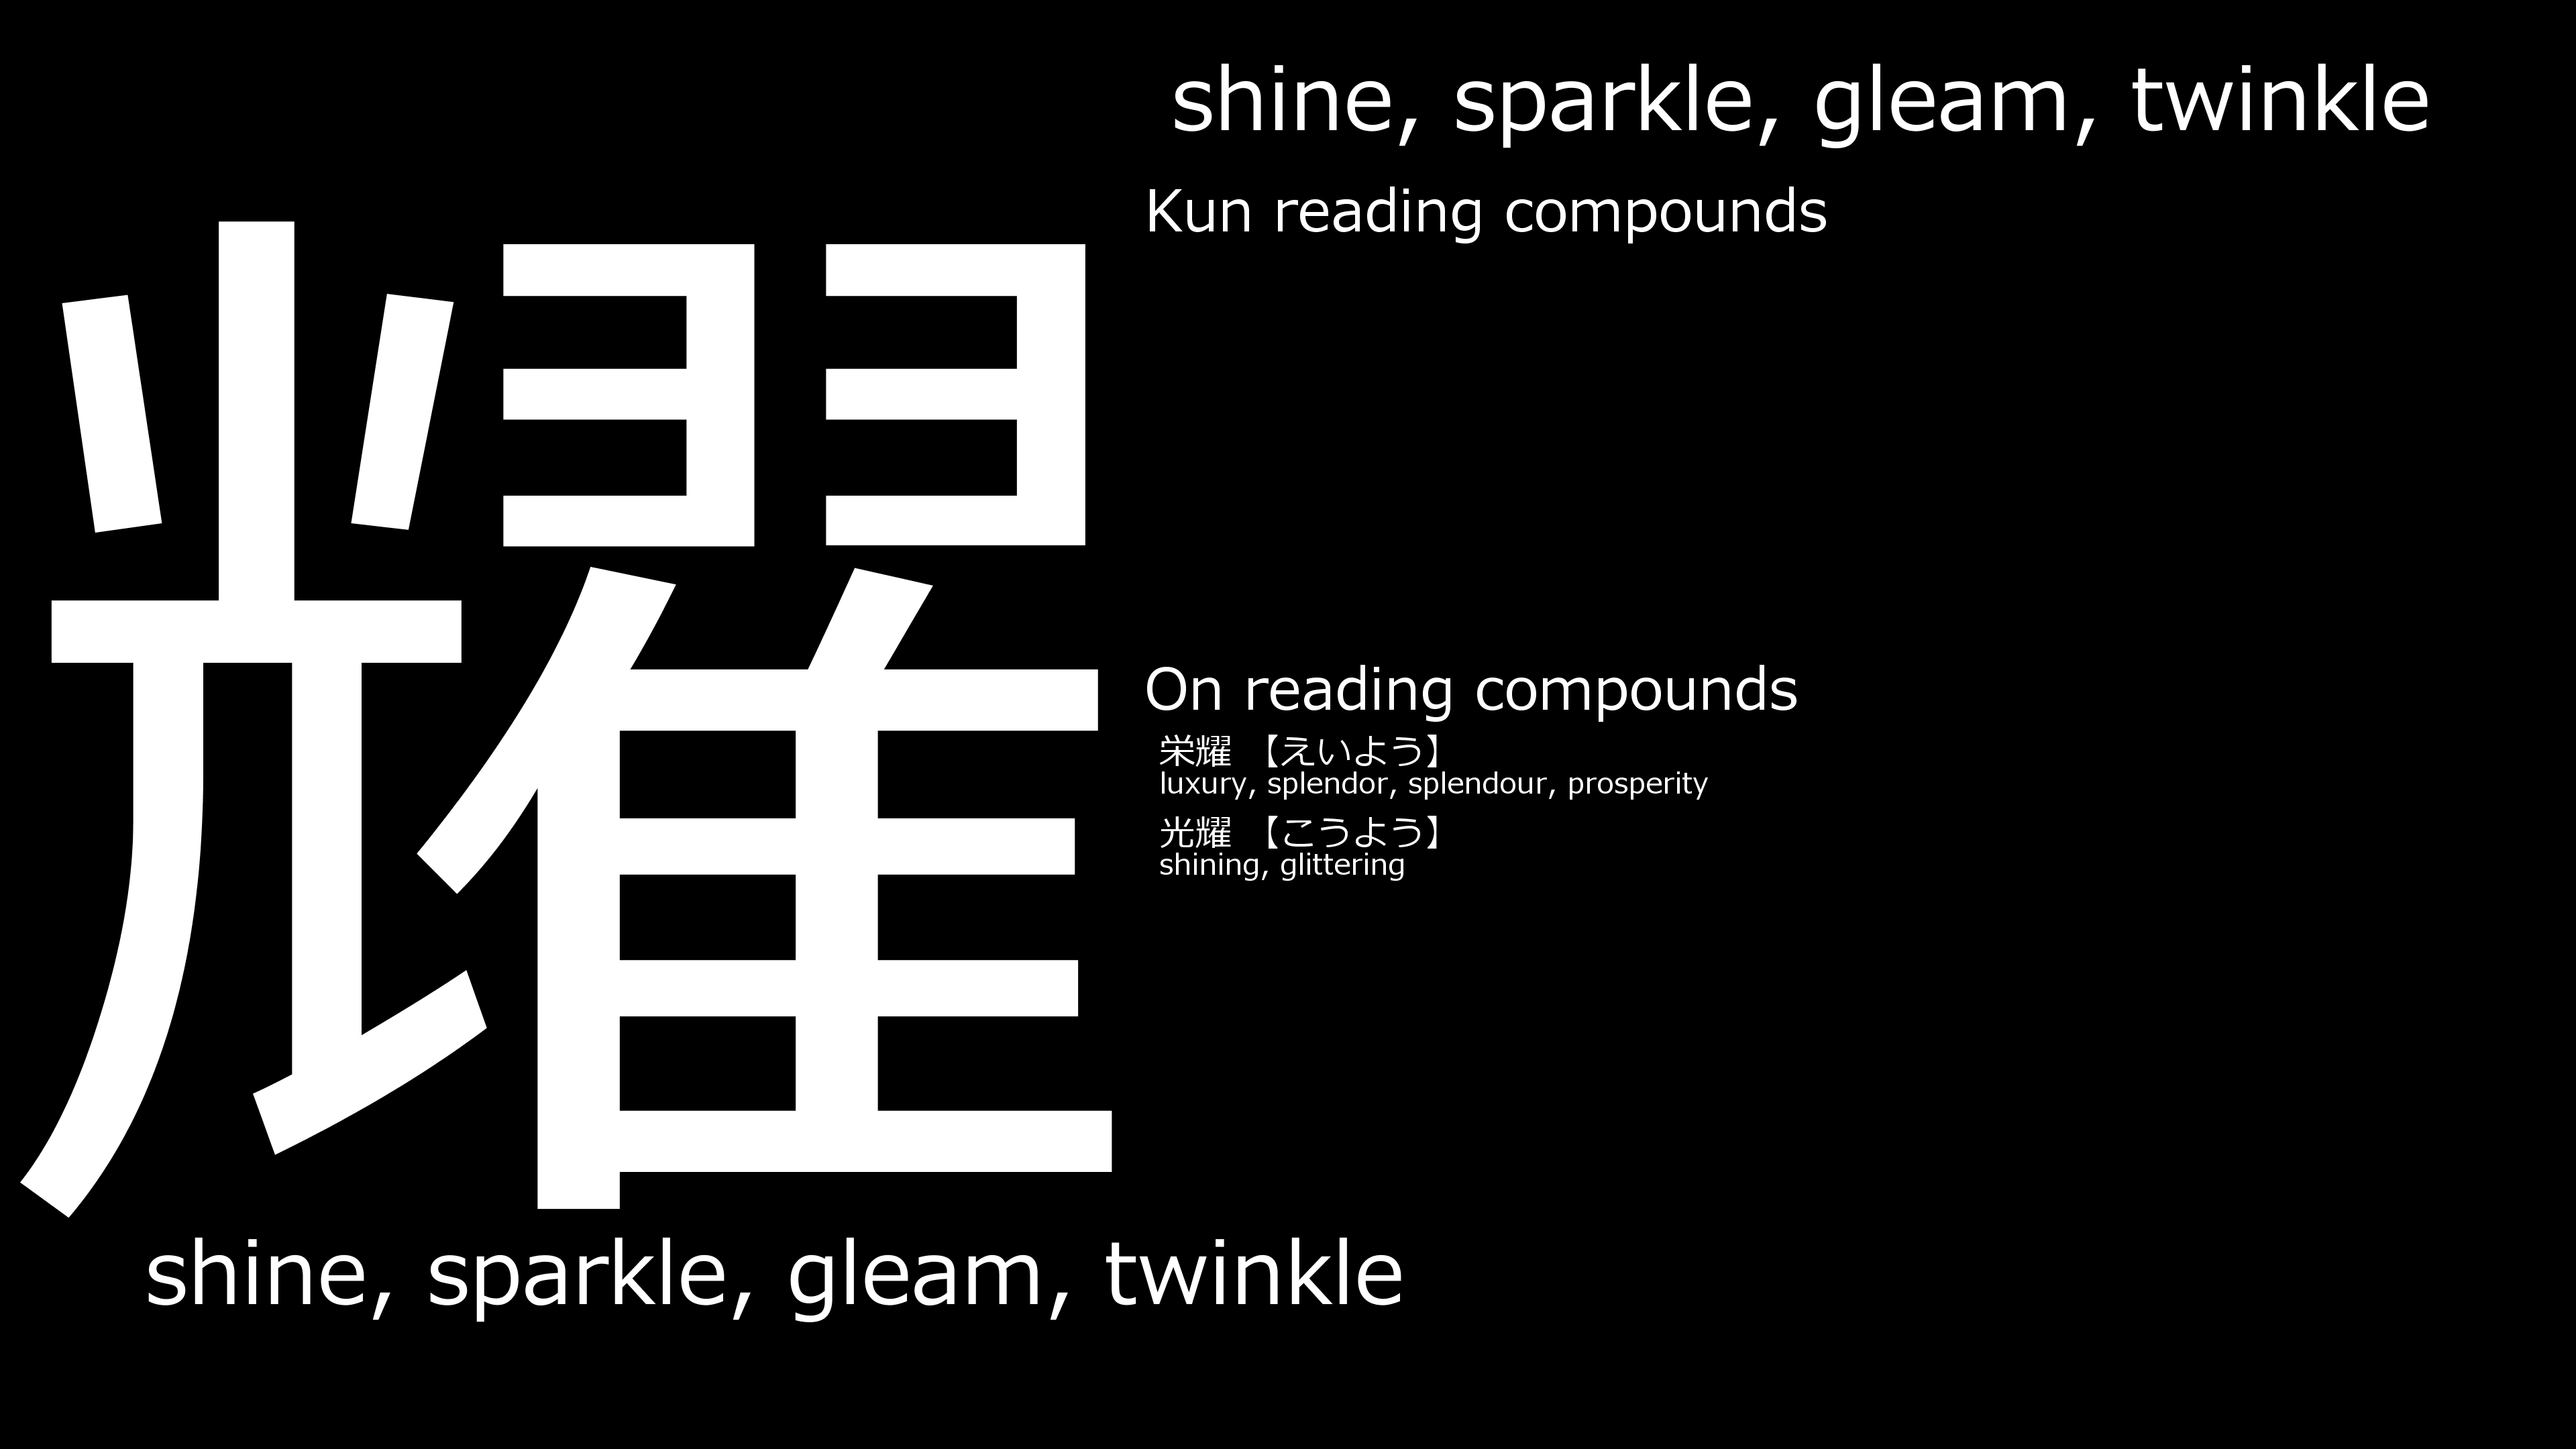 耀
shine, sparkle, gleam, twinkle
shine, sparkle, gleam, twinkle
Kun reading compounds
On reading compounds
栄耀 【えいよう】
luxury, splendor, splendour, prosperity
光耀 【こうよう】
shining, glittering